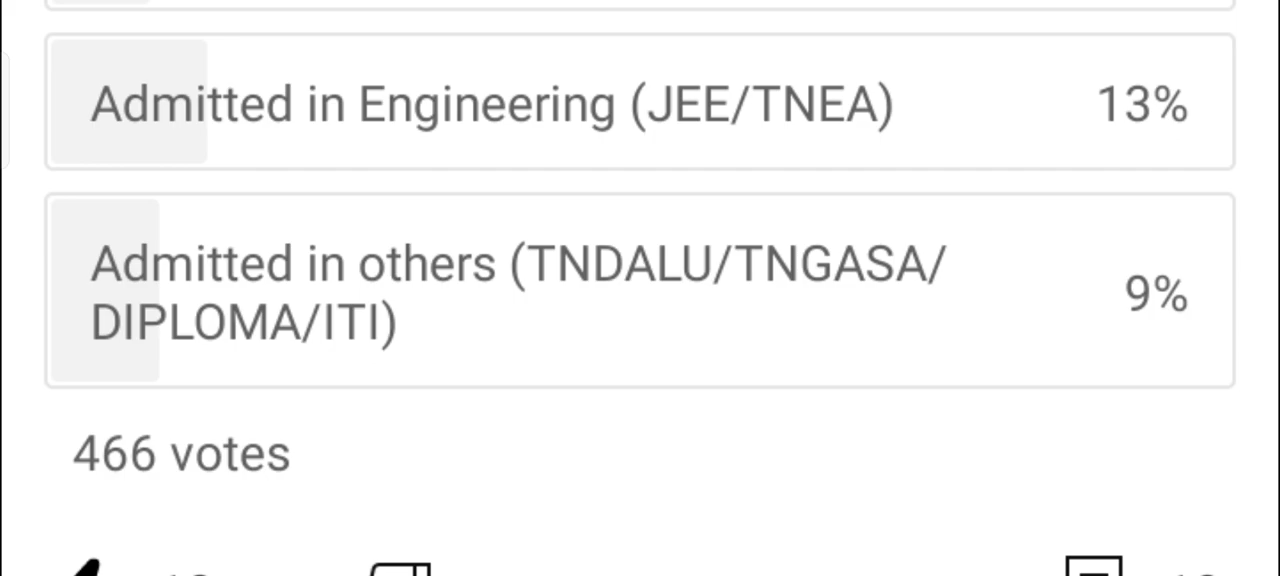 Admitted in Engineering (JEE/TNEA)
13%
Admitted in others (TNDALU/TNGASA/
DIPLOMA/ITI)
9%
466 votes